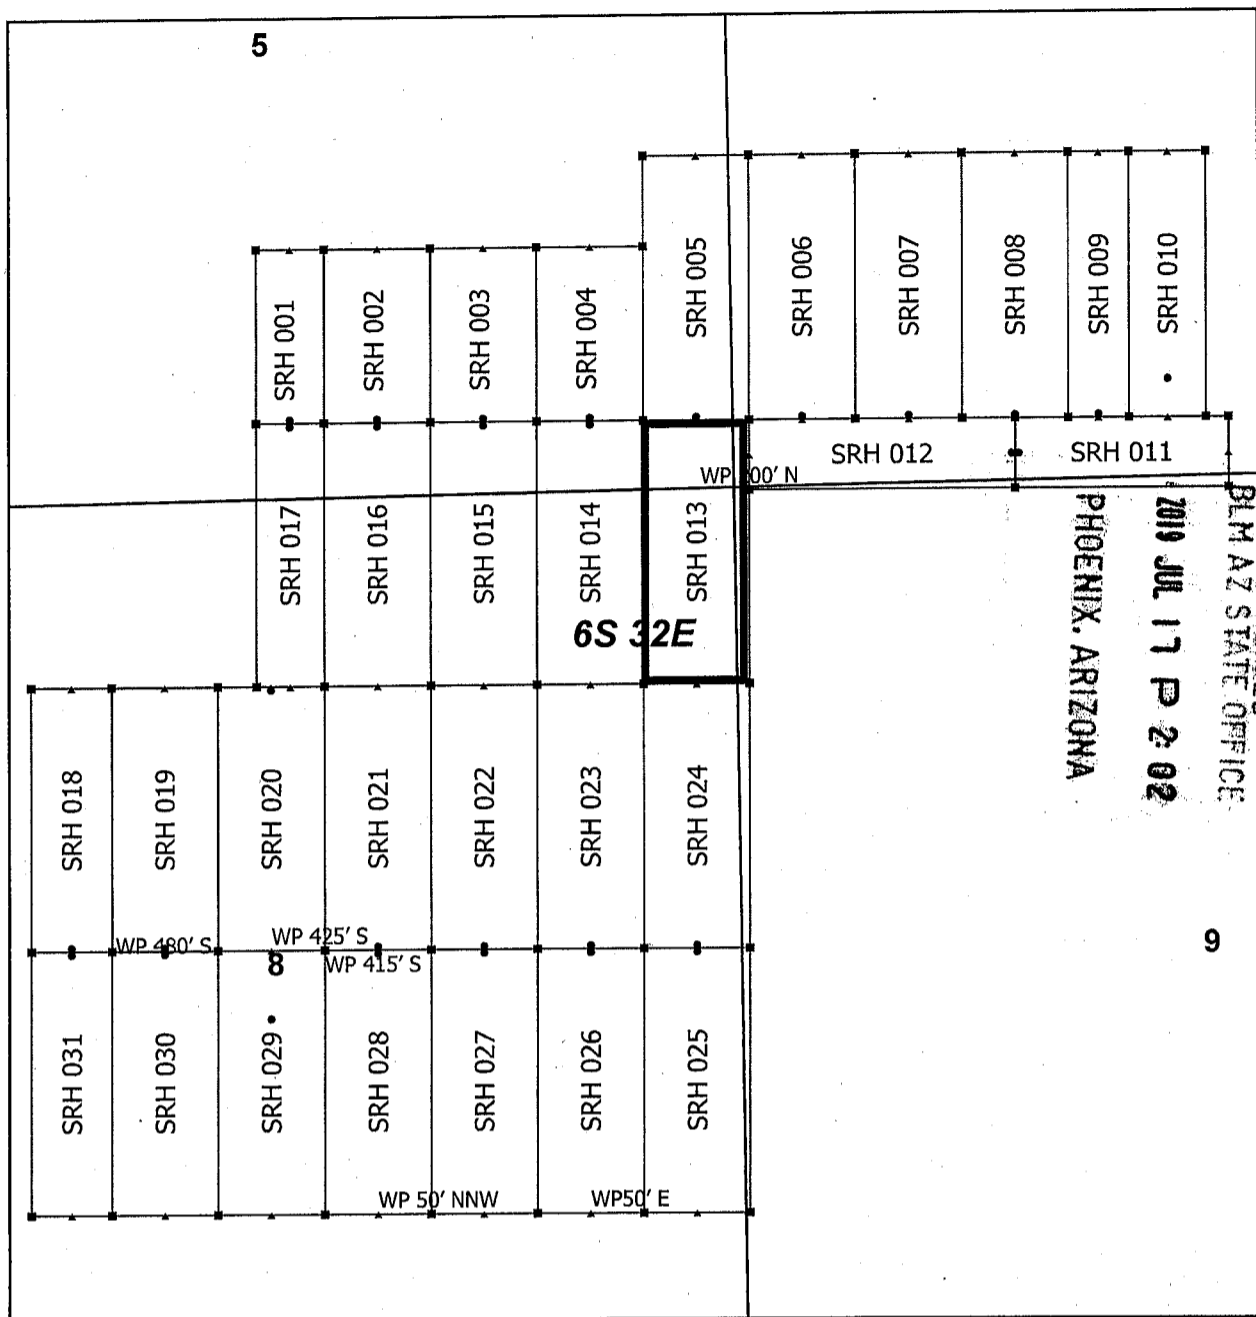 5
SRH 001
SRH 002
SRH 003
SRH 004
SRH 005
SRH 006
SRH 007
SRH 008
SRH 009
SRH 010
SRH 012
SRH 011
WP 00' N
SRH 017
SRH 016
SRH 015
SRH 014
SRH 013
6S 32E
BLM AZ STATE OFFICE
2019 JUL 17 P 2:02
PHOENIX, ARIZONA
SRH 018
SRH 019
SRH 020
SRH 021
SRH 022
SRH 023
SRH 024
WP 480' S
WP 425' S
WP 415' S
8
9
SRH 031
SRH 030
SRH 029
SRH 028
SRH 027
SRH 026
SRH 025
WP 50' NNW
WP50' E